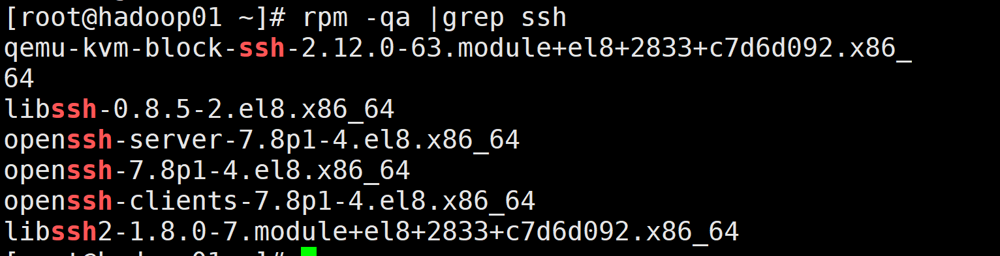 [root@hadoop01 ~]# rpm -qa |grep ssh
qemu-kvm-block-ssh-2.12.0-63.module+el8+2833+c7d6d092.x86_
64
libssh-0.8.5-2.el8.x86_64
openssh-server-7.8p1-4.el8.x86_64
openssh-7.8p1-4.el8.x86_64
openssh-clients-7.8p1-4.el8.x86_64
libssh2-1.8.0-7.module+el8+2833+c7d6d092.x86_64
[root@hadoop01 ~]#